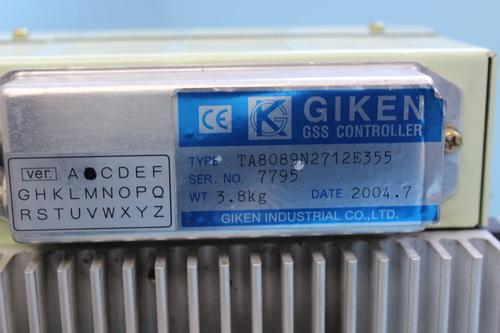 CE GK GIKEN
GSS CONTROLLER
TYPE TA8089N2712E355
SER. NO. 7795
WT 3.8kg DATE 2004.7
GIKEN INDUSTRIAL CO.,LTD.
ver. A CDEF
GHKLMNOPQ
RSTUVWXYZ